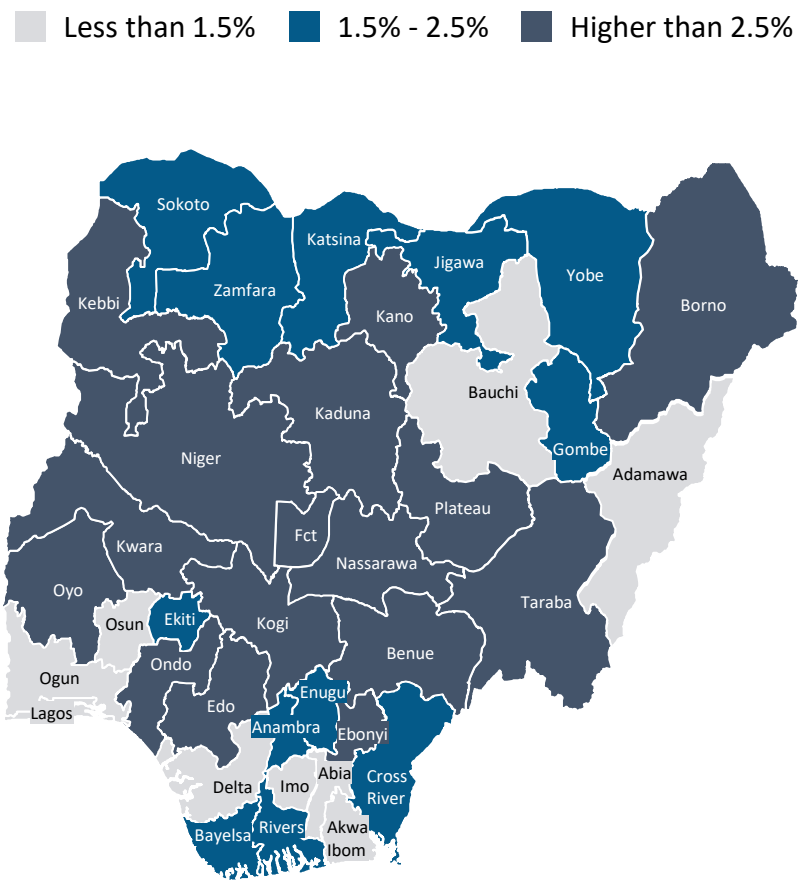 Less than 1.5%
1.5% - 2.5%
Higher than 2.5%
Sokoto
Katsina
Jigawa
Yobe
Zamfara
Kebbi
Kano
Borno
Bauchi
Kaduna
Gombe
Niger
Adamawa
Plateau
Fct
Kwara
Nassarawa
Oyo
Taraba
Osun
Ekiti
Kogi
Benue
Ondo
Ogun
Enugu
Edo
Lagos
Anambra
Ebonyi
Abia
Cross
River
Delta
Imo
Bayelsa
Rivers
Akwa
Ibom